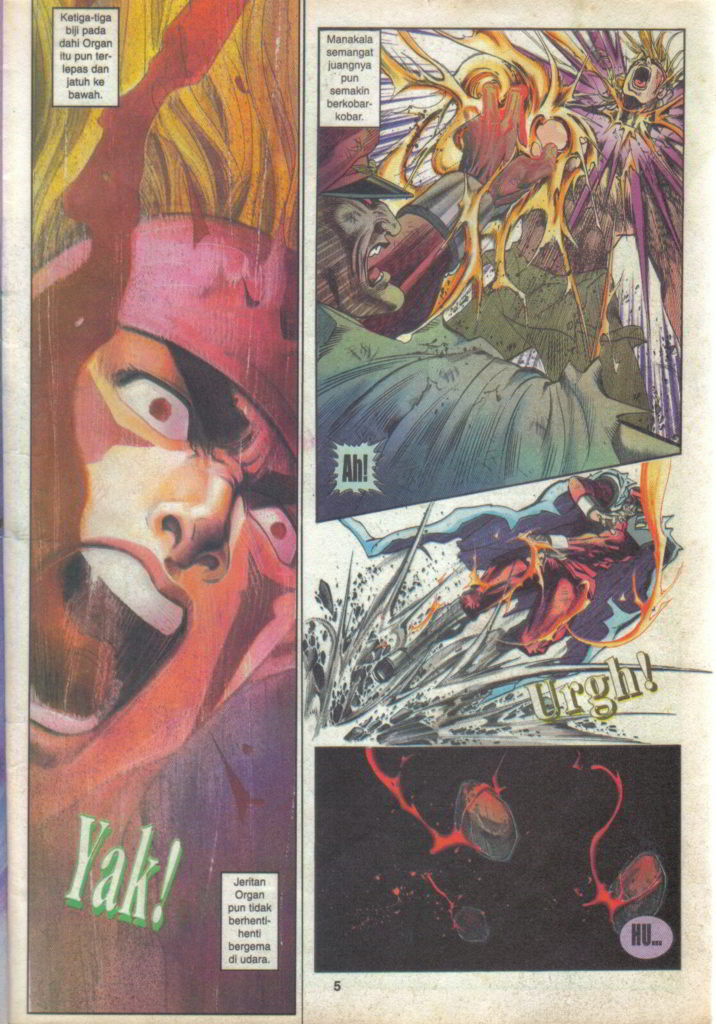 Ketiga-tiga
biji pada
dahi Organ
itu pun ter-
lepas dan
jatuh ke
bawah.
Yak!
Jeritan
Organ
pun tidak
berhenti-
henti
bergema
di udara.
Manakala
semangat
juangnya
pun
semakin
berkobar-
kobar.
Ah!
Urgh!
HU...
5